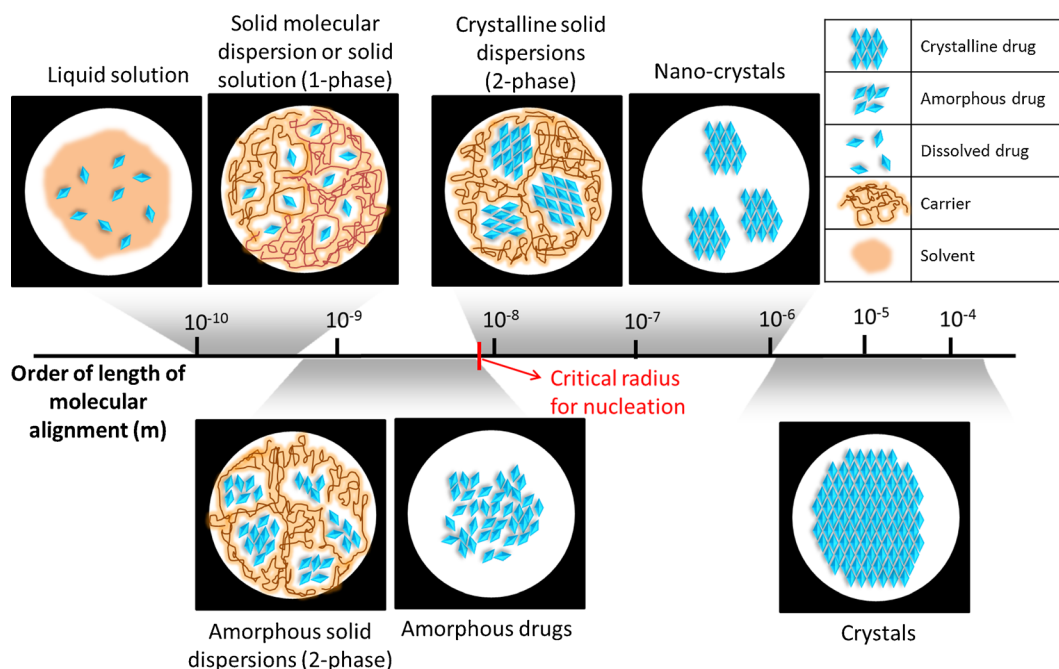 Liquid solution
Solid molecular
dispersion or solid
solution (1-phase)
Crystalline solid
dispersions
(2-phase)
Nano-crystals
Crystalline drug
Amorphous drug
Dissolved drug
Carrier
Solvent
10-10
10-9
10-8
10-7
10-6
10-5
10-4
Order of length of
molecular
alignment (m)
Critical radius
for nucleation
Amorphous solid
dispersions (2-phase)
Amorphous drugs
Crystals